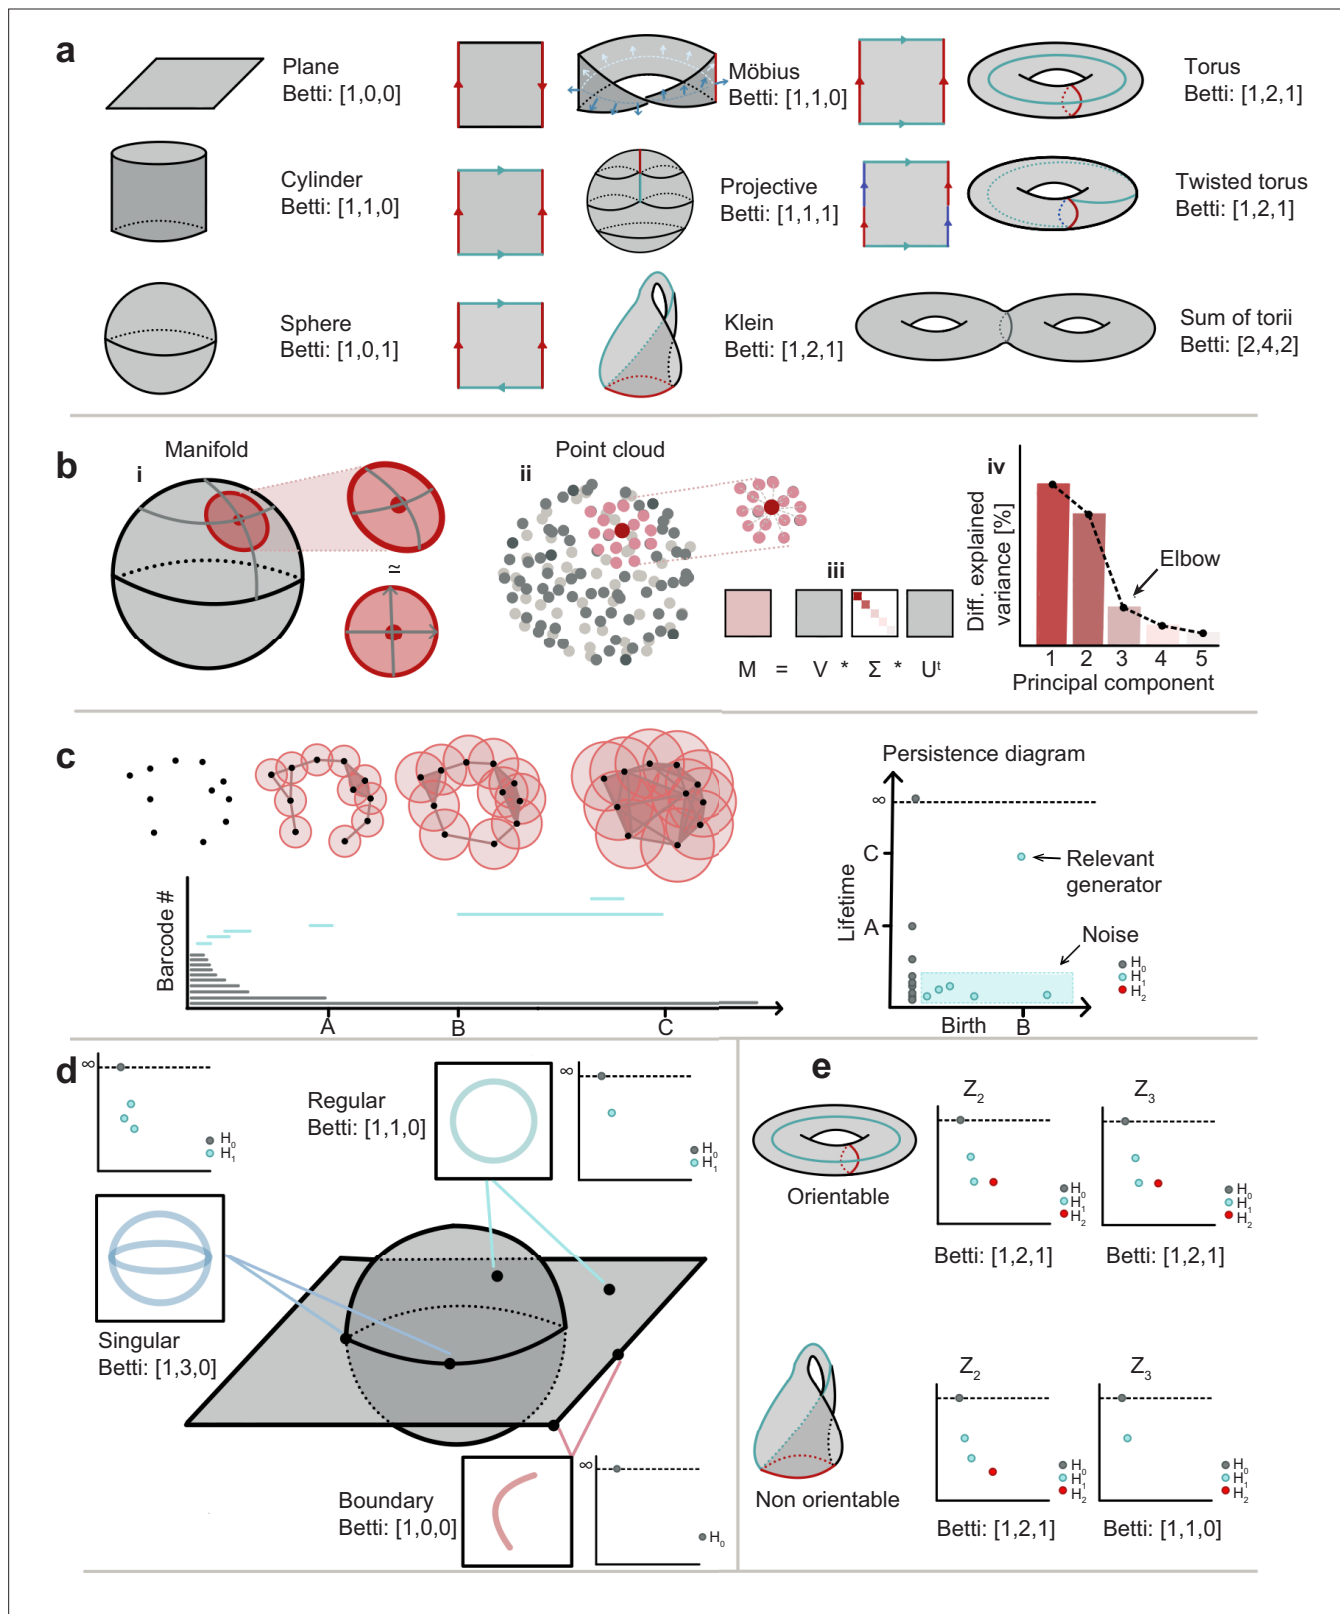 a
Plane
Betti: [1,0,0]
Möbius
Betti: [1,1,0]
Torus
Betti: [1,2,1]
Cylinder
Betti: [1,1,0]
Projective
Betti: [1,1,1]
Twisted torus
Betti: [1,2,1]
Sphere
Betti: [1,0,1]
Klein
Betti: [1,2,1]
Sum of torii
Betti: [2,4,2]
b
Manifold
i
≃
Point cloud
ii
iii
M = V * Σ * Uᵗ
iv
Diff. explained
variance [%]
Elbow
1 2 3 4 5
Principal component
c
Barcode #
A B C
Persistence diagram
∞
C
A
Lifetime
Relevant
generator
Noise
H₀
H₁
H₂
Birth B
d
∞
H₀
H₁
Regular
Betti: [1,1,0]
∞
H₀
H₁
Singular
Betti: [1,3,0]
Boundary
Betti: [1,0,0]
∞
H₀
e
Orientable
Z₂
H₀
H₁
H₂
Betti: [1,2,1]
Z₃
H₀
H₁
H₂
Betti: [1,2,1]
Non orientable
Z₂
H₀
H₁
H₂
Betti: [1,2,1]
Z₃
H₀
H₁
H₂
Betti: [1,1,0]